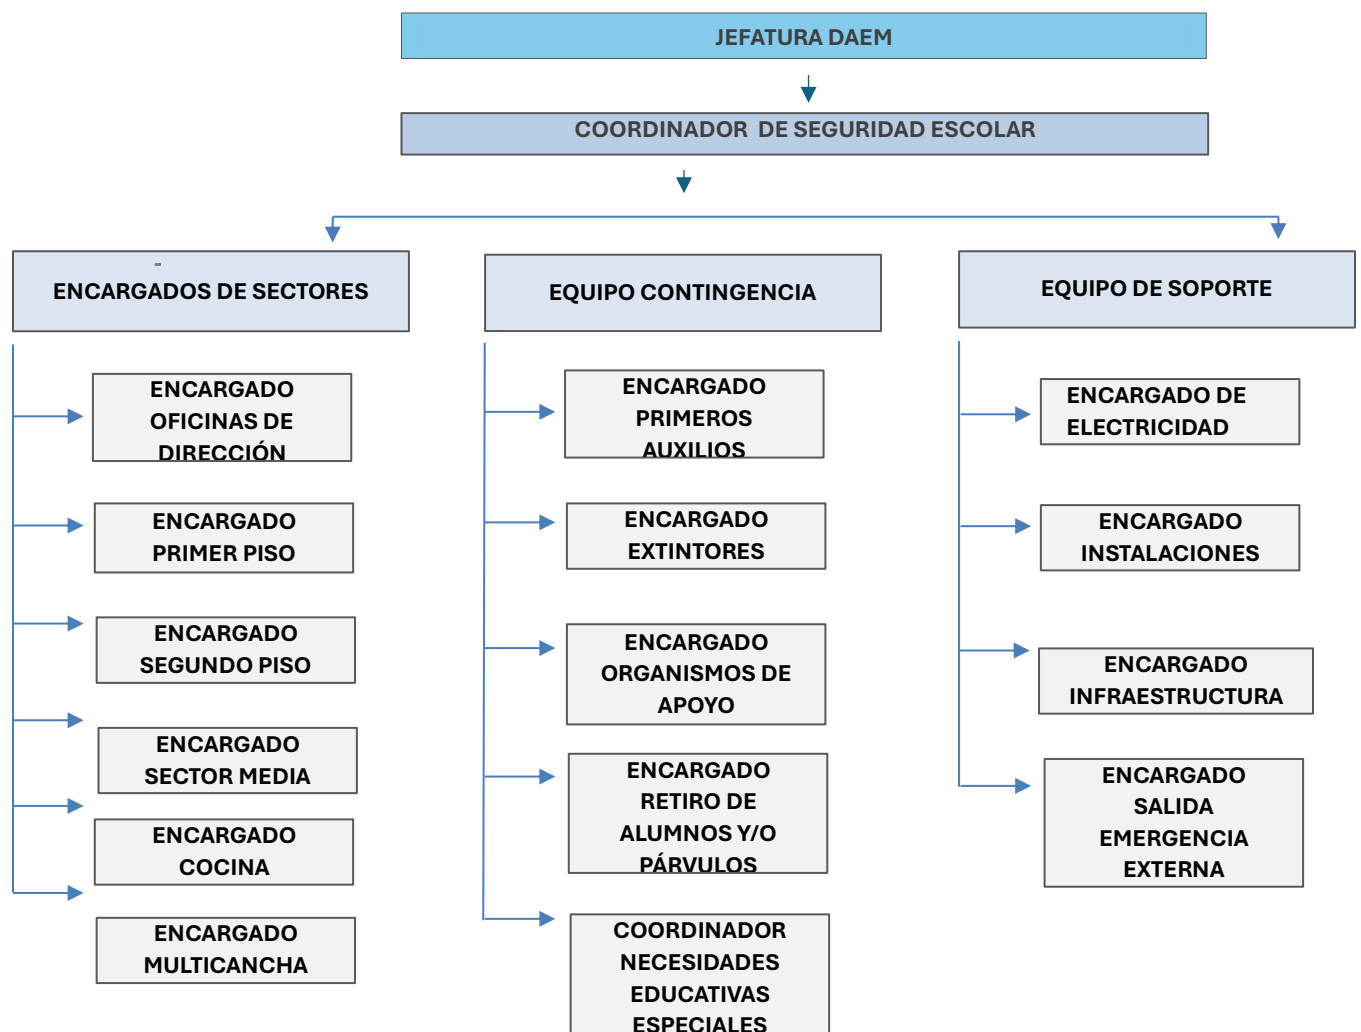 JEFATURA DAEM
COORDINADOR DE SEGURIDAD ESCOLAR
ENCARGADOS DE SECTORES
ENCARGADO
OFICINAS DE
DIRECCIÓN
ENCARGADO
PRIMER PISO
ENCARGADO
SEGUNDO PISO
ENCARGADO
SECTOR MEDIA
ENCARGADO
COCINA
ENCARGADO
MULTICANCHA
EQUIPO CONTINGENCIA
ENCARGADO
PRIMEROS
AUXILIOS
ENCARGADO
EXTINTORES
ENCARGADO
ORGANISMOS DE
APOYO
ENCARGADO
RETIRO DE
ALUMNOS Y/O
PÁRVULOS
COORDINADOR
NECESIDADES
EDUCATIVAS
ESPECIALES
EQUIPO DE SOPORTE
ENCARGADO DE
ELECTRICIDAD
ENCARGADO
INSTALACIONES
ENCARGADO
INFRAESTRUCTURA
ENCARGADO
SALIDA
EMERGENCIA
EXTERNA